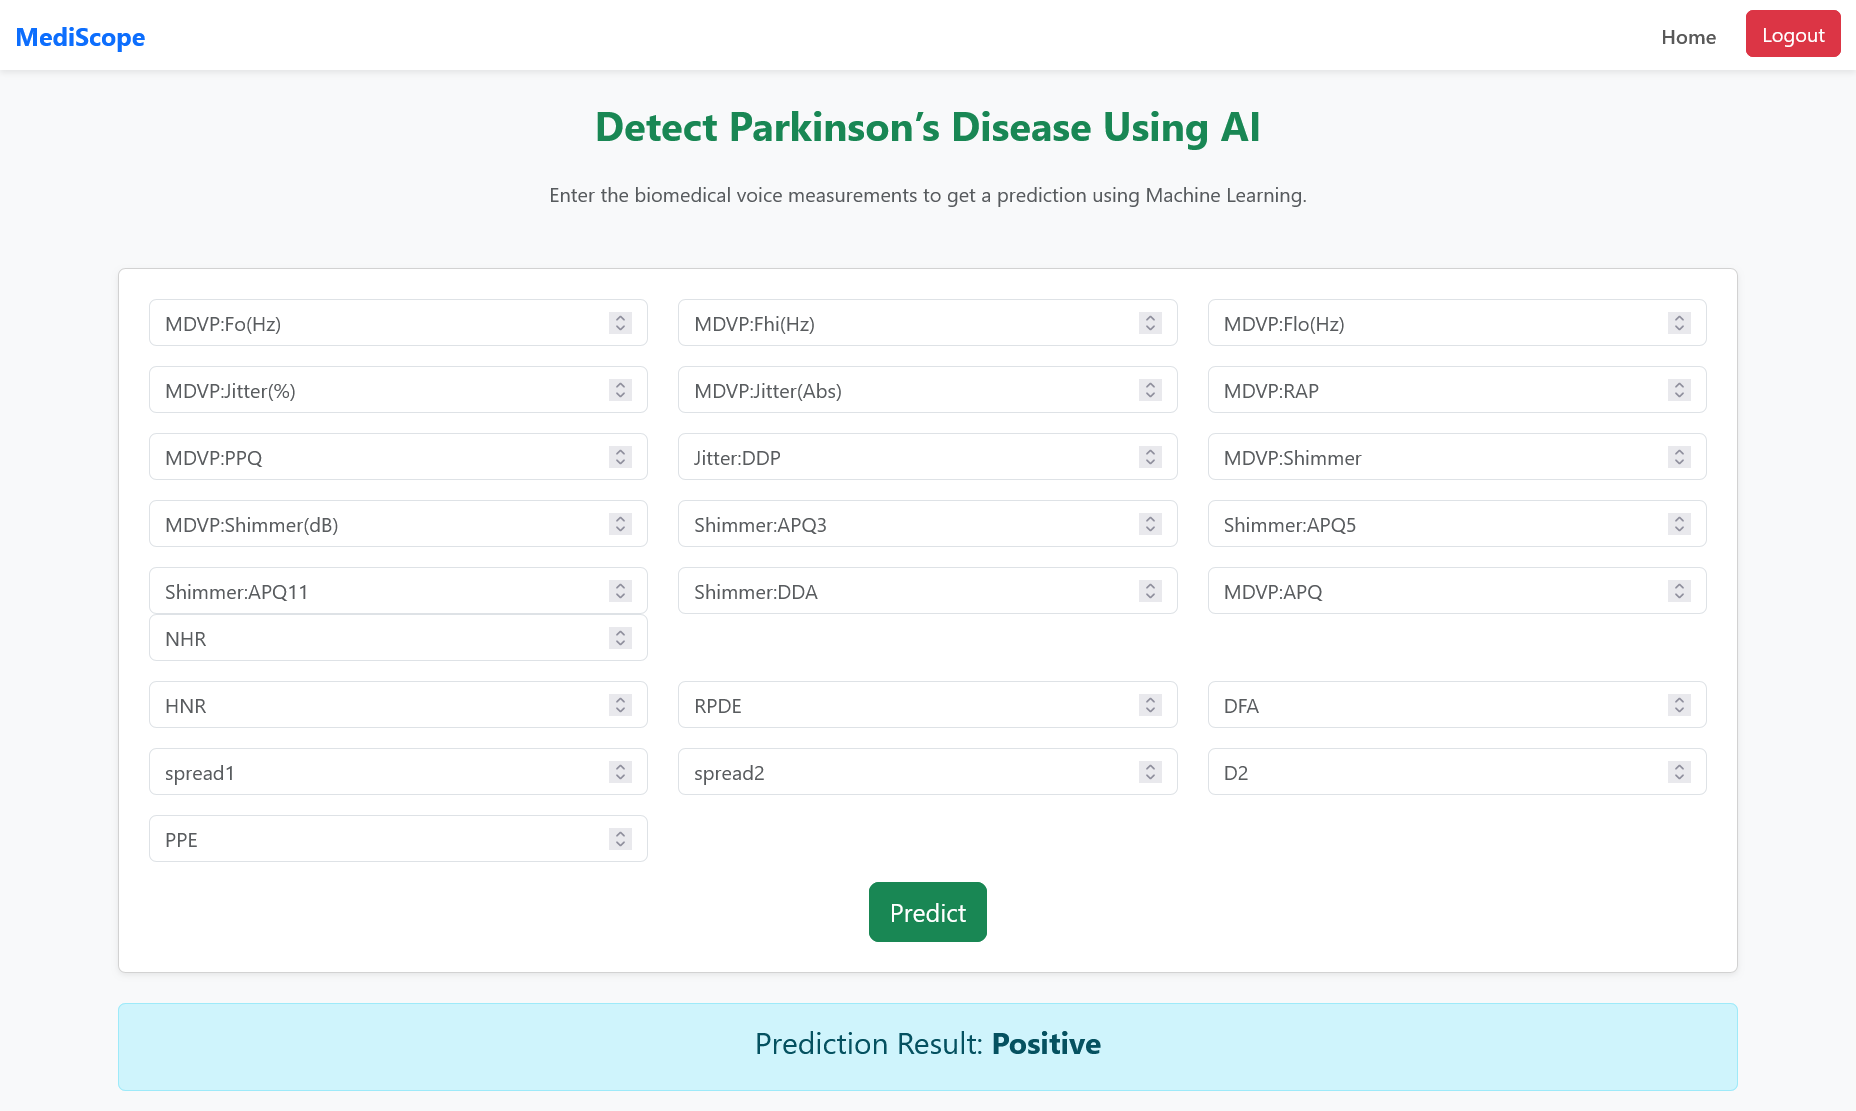 MediScope
Home
Logout
Detect Parkinson’s Disease Using AI
Enter the biomedical voice measurements to get a prediction using Machine Learning.
MDVP:Fo(Hz)
MDVP:Fhi(Hz)
MDVP:Flo(Hz)
MDVP:Jitter(%)
MDVP:Jitter(Abs)
MDVP:RAP
MDVP:PPQ
Jitter:DDP
MDVP:Shimmer
MDVP:Shimmer(dB)
Shimmer:APQ3
Shimmer:APQ5
Shimmer:APQ11
Shimmer:DDA
MDVP:APQ
NHR
HNR
RPDE
DFA
spread1
spread2
D2
PPE
Predict
Prediction Result: Positive